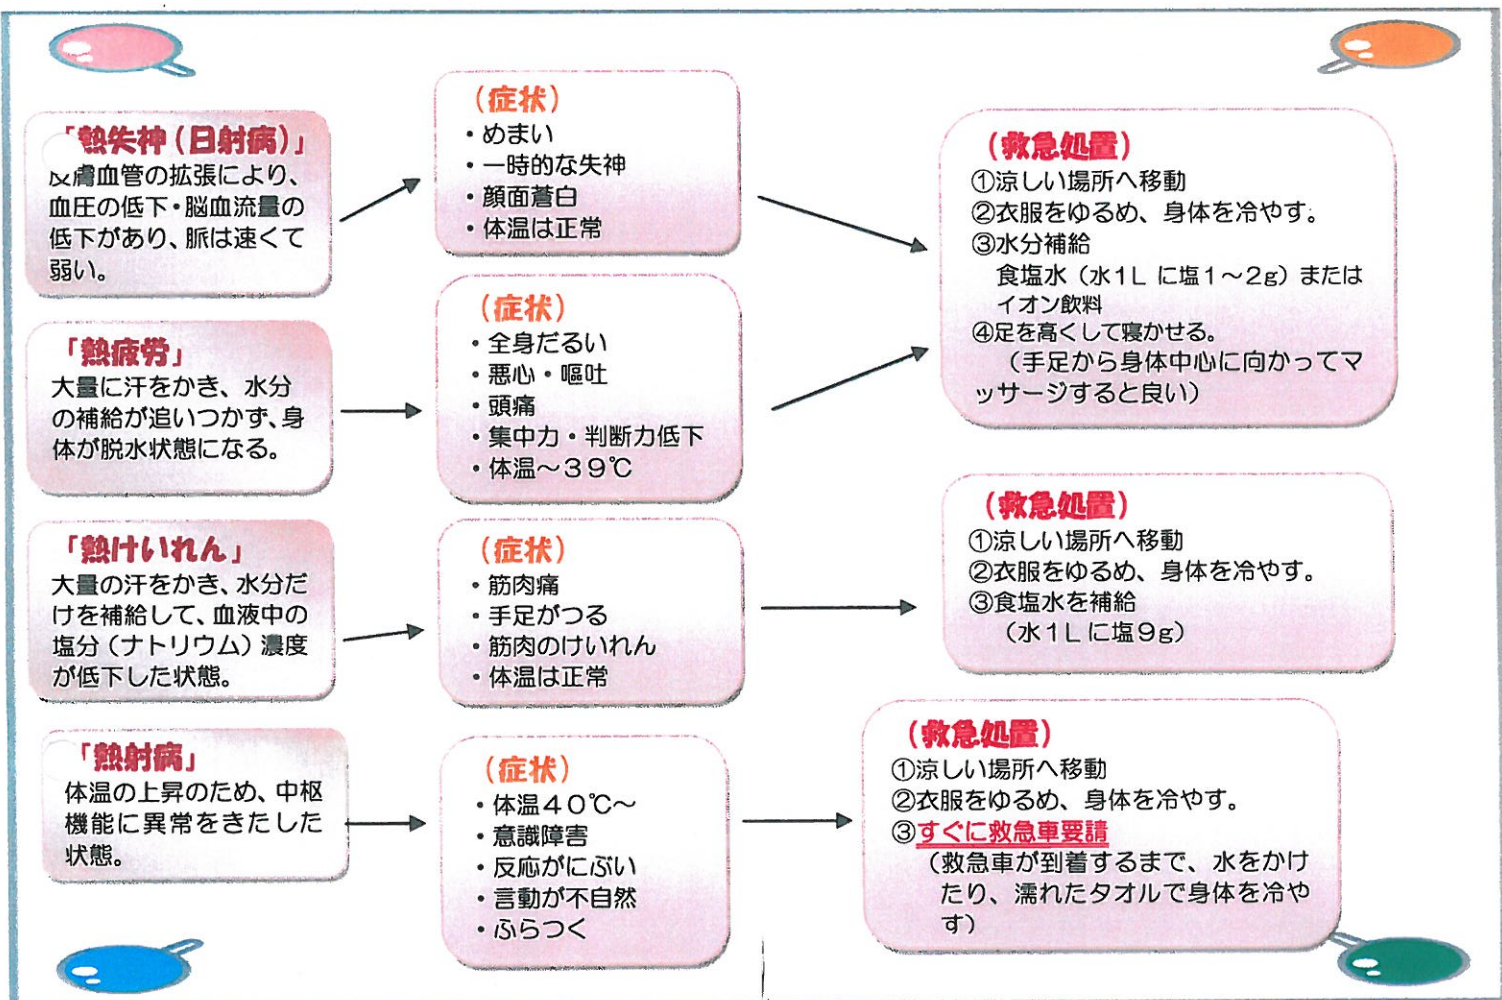 「熱失神（日射病）」
皮膚血管の拡張により、
血圧の低下・脳血流量の
低下があり、脈は速くて
弱い。
（症状）
・めまい
・一時的な失神
・顔面蒼白
・体温は正常
「熱疲労」
大量に汗をかき、水分
の補給が追いつかず、身
体が脱水状態になる。
（症状）
・全身だるい
・悪心・嘔吐
・頭痛
・集中力・判断力低下
・体温～３９℃
（救急処置）
①涼しい場所へ移動
②衣服をゆるめ、身体を冷やす。
③水分補給
食塩水（水１L に塩１～２g）または
イオン飲料
④足を高くして寝かせる。
（手足から身体中心に向かってマ
ッサージすると良い）
「熱けいれん」
大量の汗をかき、水分だ
けを補給して、血液中の
塩分（ナトリウム）濃度
が低下した状態。
（症状）
・筋肉痛
・手足がつる
・筋肉のけいれん
・体温は正常
（救急処置）
①涼しい場所へ移動
②衣服をゆるめ、身体を冷やす。
③食塩水を補給
（水１L に塩９g）
「熱射病」
体温の上昇のため、中枢
機能に異常をきたした
状態。
（症状）
・体温４０℃～
・意識障害
・反応がにぶい
・言動が不自然
・ふらつく
（救急処置）
①涼しい場所へ移動
②衣服をゆるめ、身体を冷やす。
③すぐに救急車要請
（救急車が到着するまで、水をかけ
たり、濡れたタオルで身体を冷や
す）